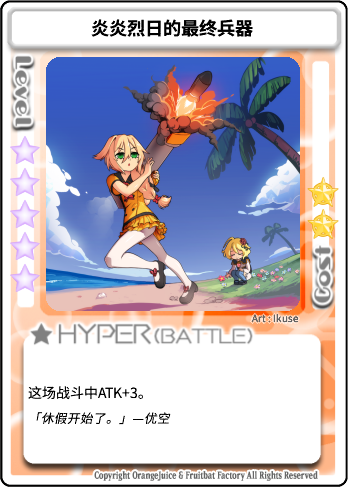 炎炎烈日的最终兵器
Level
Cost
Art : Ikuse
HYPER(BATTLE)
这场战斗中ATK+3。
「休假开始了。」—优空
Copyright OrangeJuice & Fruitbat Factory All Rights Reserved